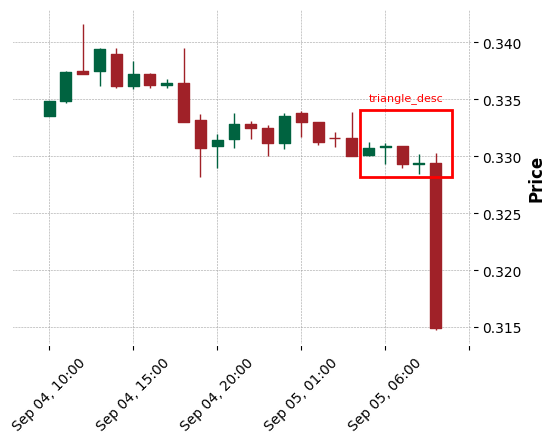 triangle_desc
0.340
0.335
0.330
0.325
0.320
0.315
Price
Sep 04, 10:00
Sep 04, 15:00
Sep 04, 20:00
Sep 05, 01:00
Sep 05, 06:00